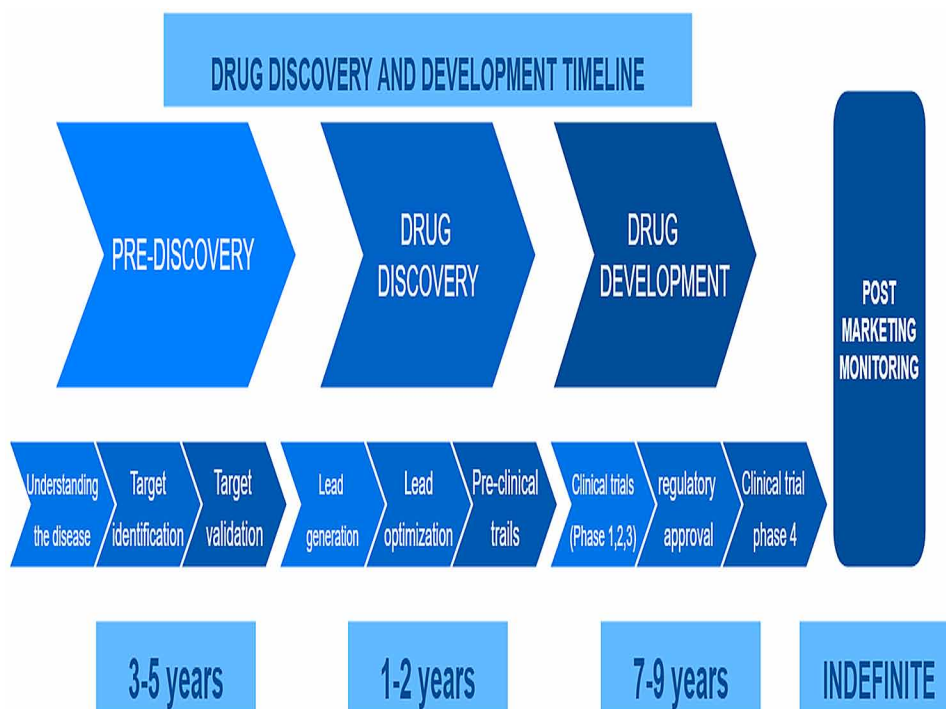 DRUG DISCOVERY AND DEVELOPMENT TIMELINE
PRE-DISCOVERY
DRUG
DISCOVERY
DRUG
DEVELOPMENT
POST
MARKETING
MONITORING
Understanding
the disease
Target
identification
Target
validation
Lead
generation
Lead
optimization
Pre-clinical
trails
Clinical trials
(Phase 1,2,3)
regulatory
approval
Clinical trial
phase 4
3-5 years
1-2 years
7-9 years
INDEFINITE